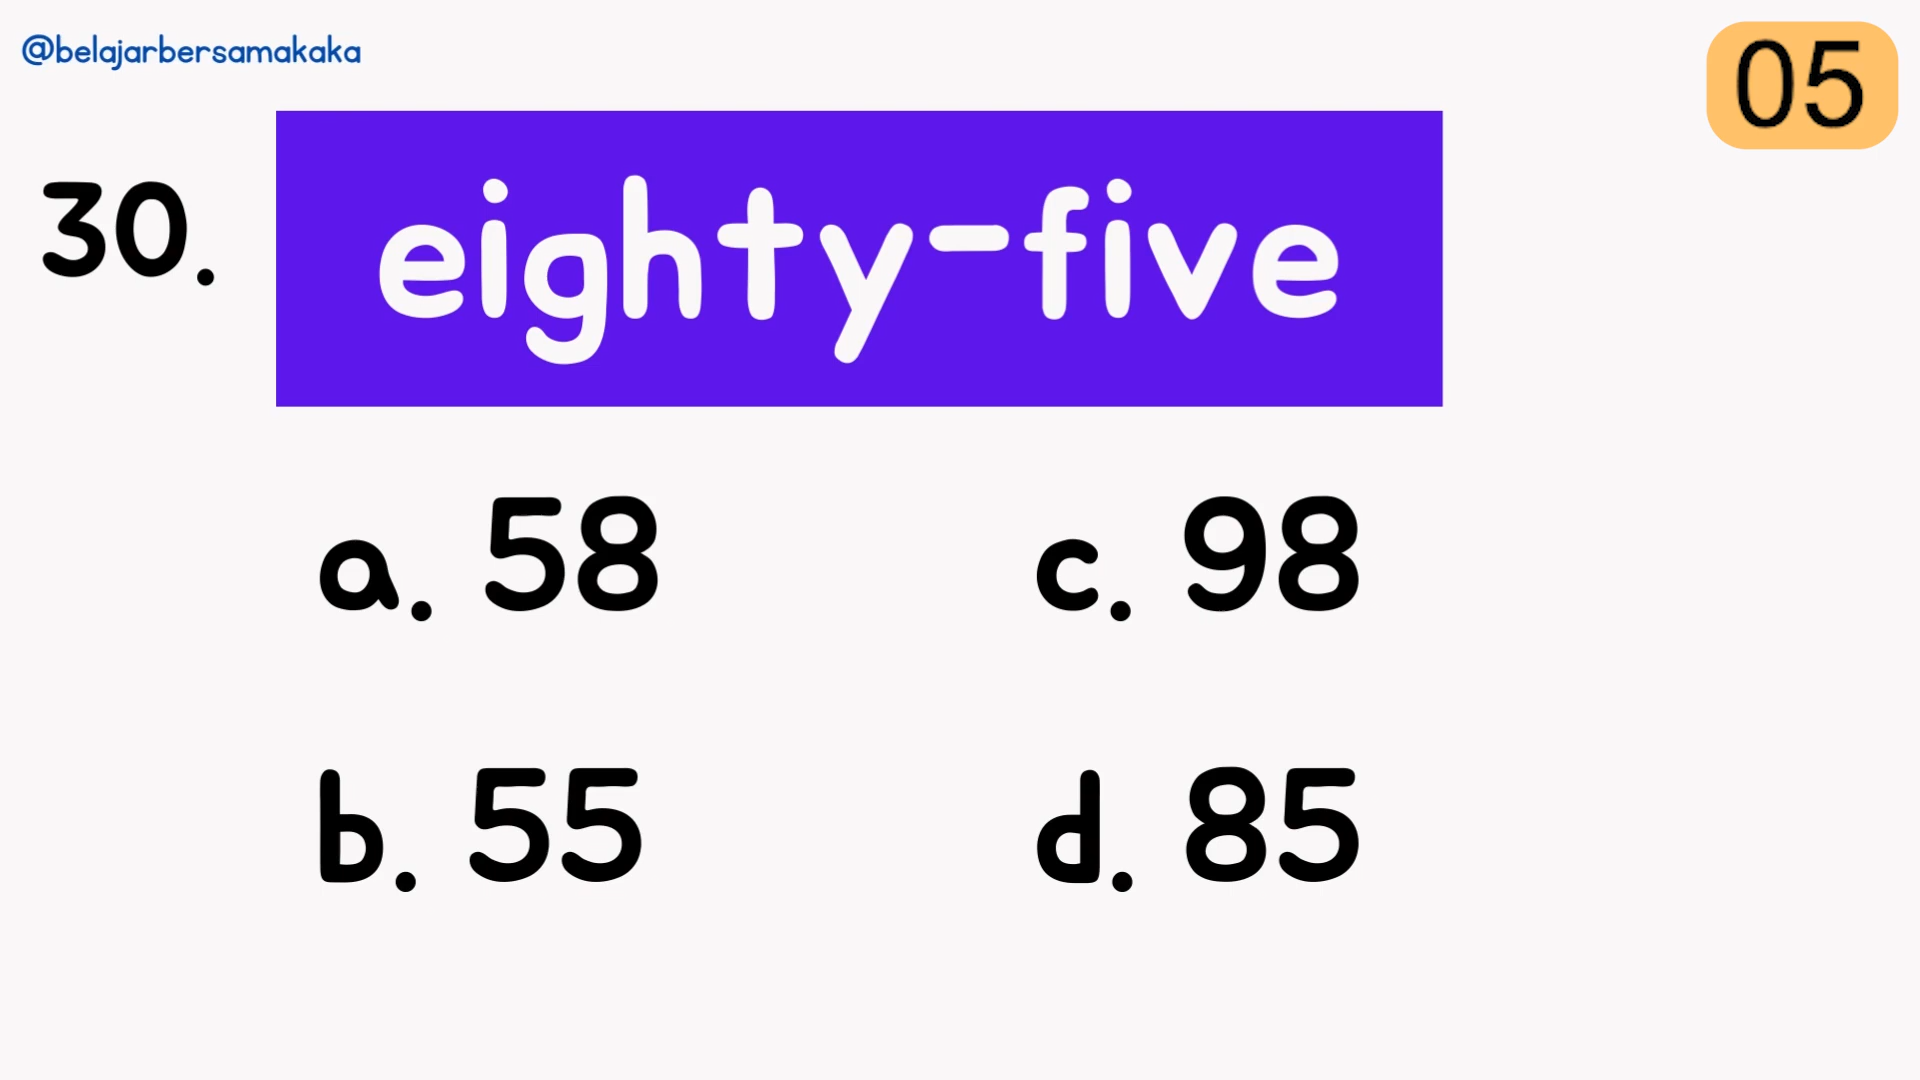 @belajarbersamakaka
05
30. eighty-five
a. 58
c. 98
b. 55
d. 85